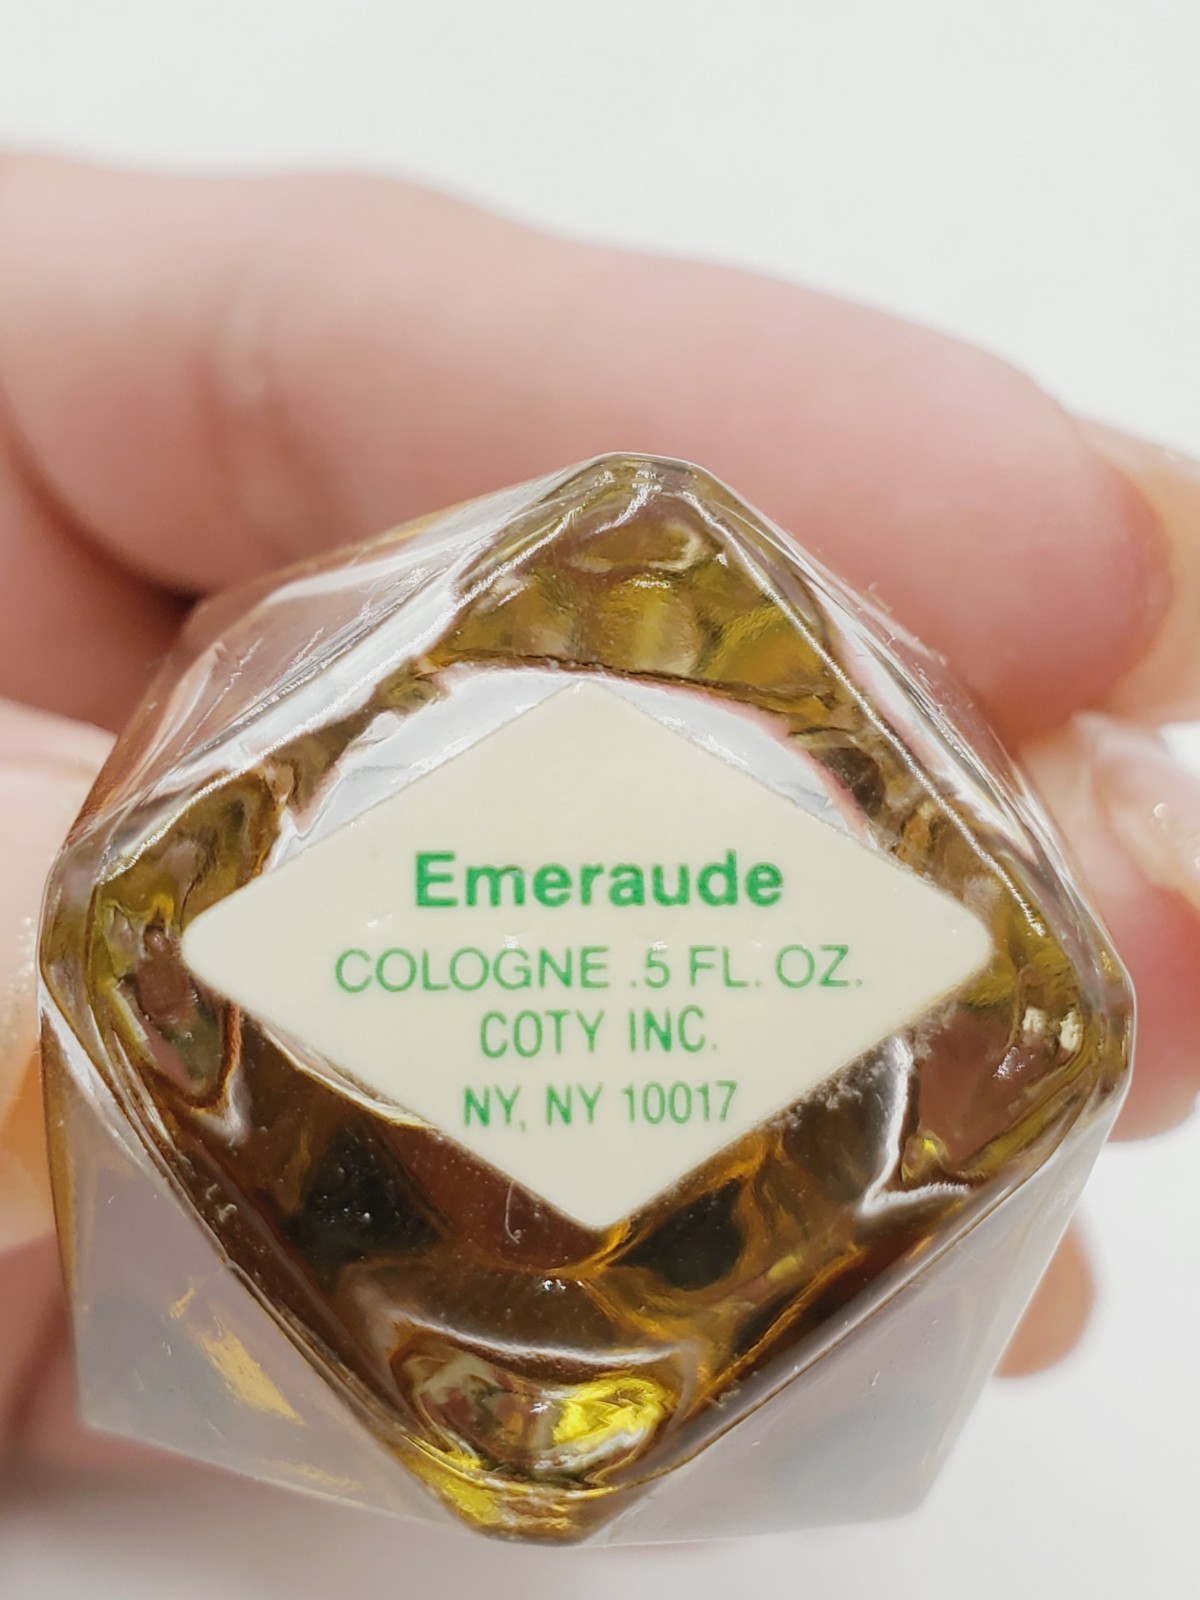 Emeraude
COLOGNE .5 FL. OZ.
COTY INC.
NY, NY 10017